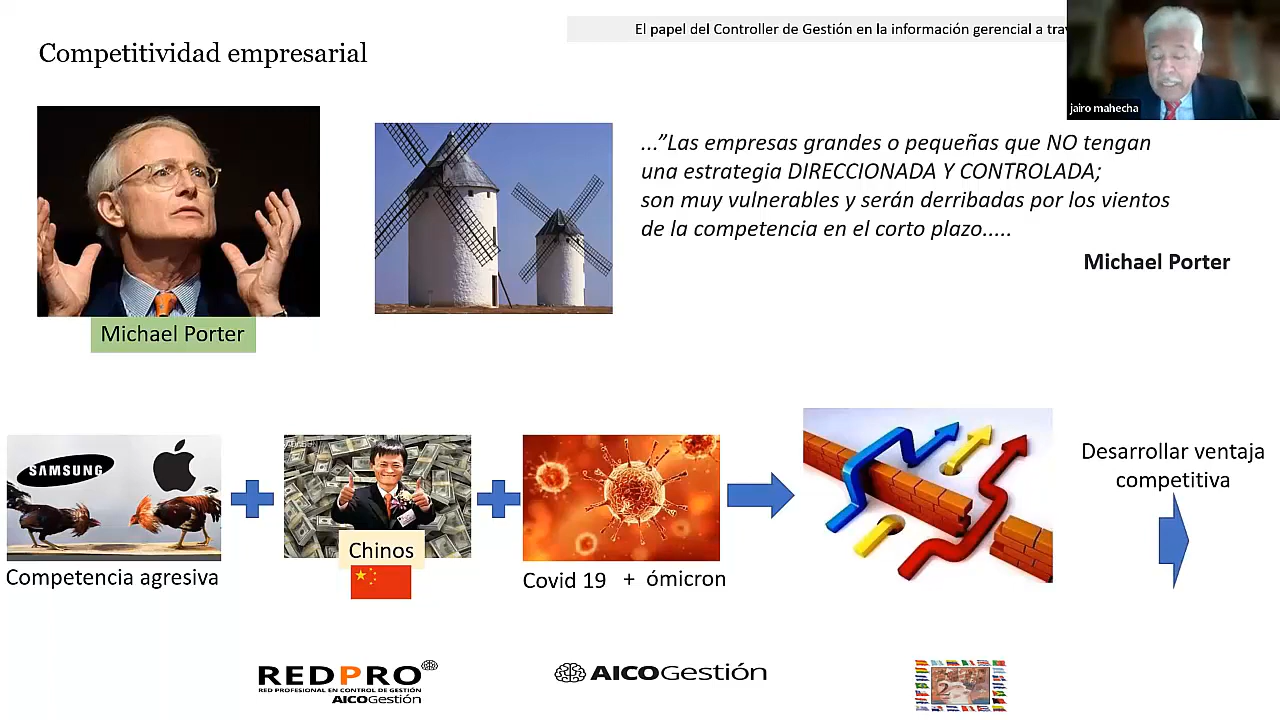 El papel del Controller de Gestión en la información gerencial a
Competitividad empresarial
jairo mahecha
...”Las empresas grandes o pequeñas que NO tengan
una estrategia DIRECCIONADA Y CONTROLADA;
son muy vulnerables y serán derribadas por los vientos
de la competencia en el corto plazo.....
Michael Porter
Michael Porter
SAMSUNG
Chinos
Competencia agresiva
Covid 19 + ómicron
Desarrollar ventaja
competitiva
REDPRO
RED PROFESIONAL EN CONTROL DE GESTIÓN
AICOGestión
AICOGestión